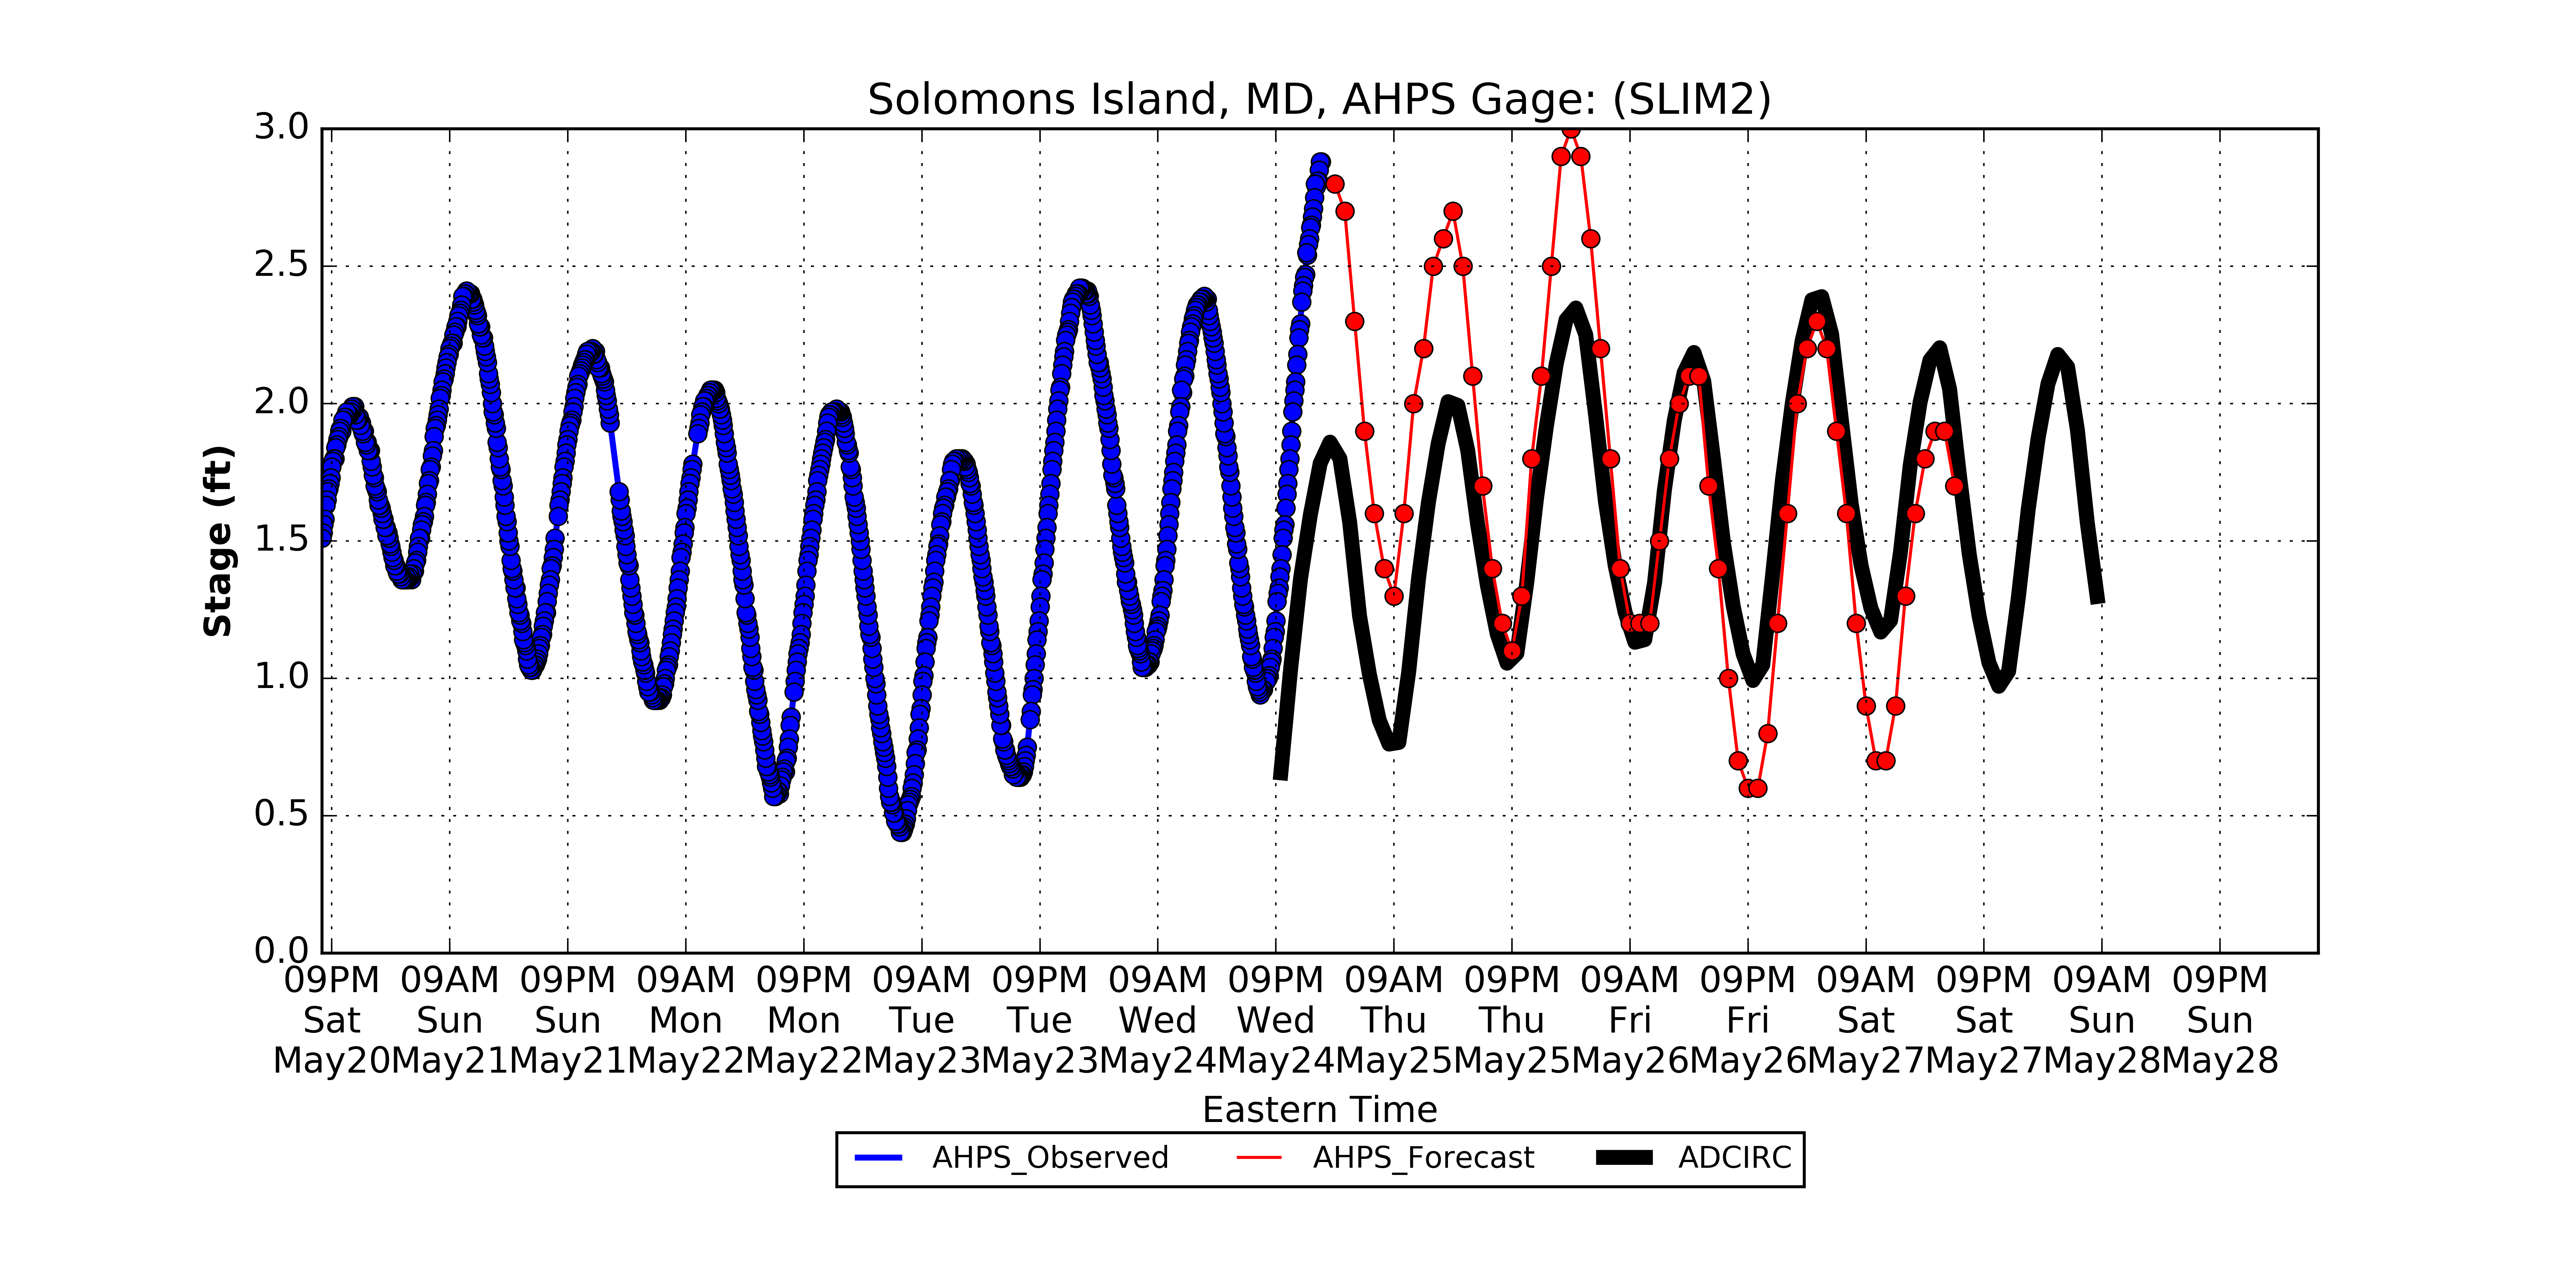 Solomons Island, MD, AHPS Gage: (SLIM2)
Stage (ft)
3.0
2.5
2.0
1.5
1.0
0.5
0.0
09PM 09AM 09PM 09AM 09PM 09AM 09PM 09AM 09PM 09AM 09PM 09AM 09PM 09AM 09PM 09AM 09PM
Sat Sun Sun Mon Mon Tue Tue Wed Wed Thu Thu Fri Fri Sat Sat Sun Sun
May20 May21 May21 May22 May22 May23 May23 May24 May24 May25 May25 May26 May26 May27 May27 May28 May28
Eastern Time
AHPS_Observed AHPS_Forecast ADCIRC